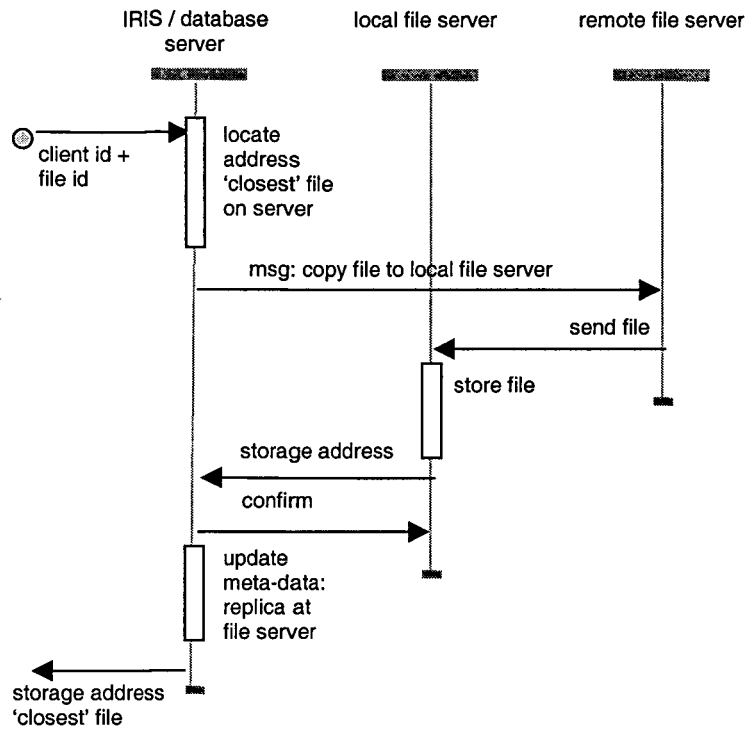 IRIS / database
server
local file server
remote file server
client id +
file id
locate
address
'closest' file
on server
msg: copy file to local file server
send file
store file
storage address
confirm
update
meta-data:
replica at
file server
storage address
'closest' file